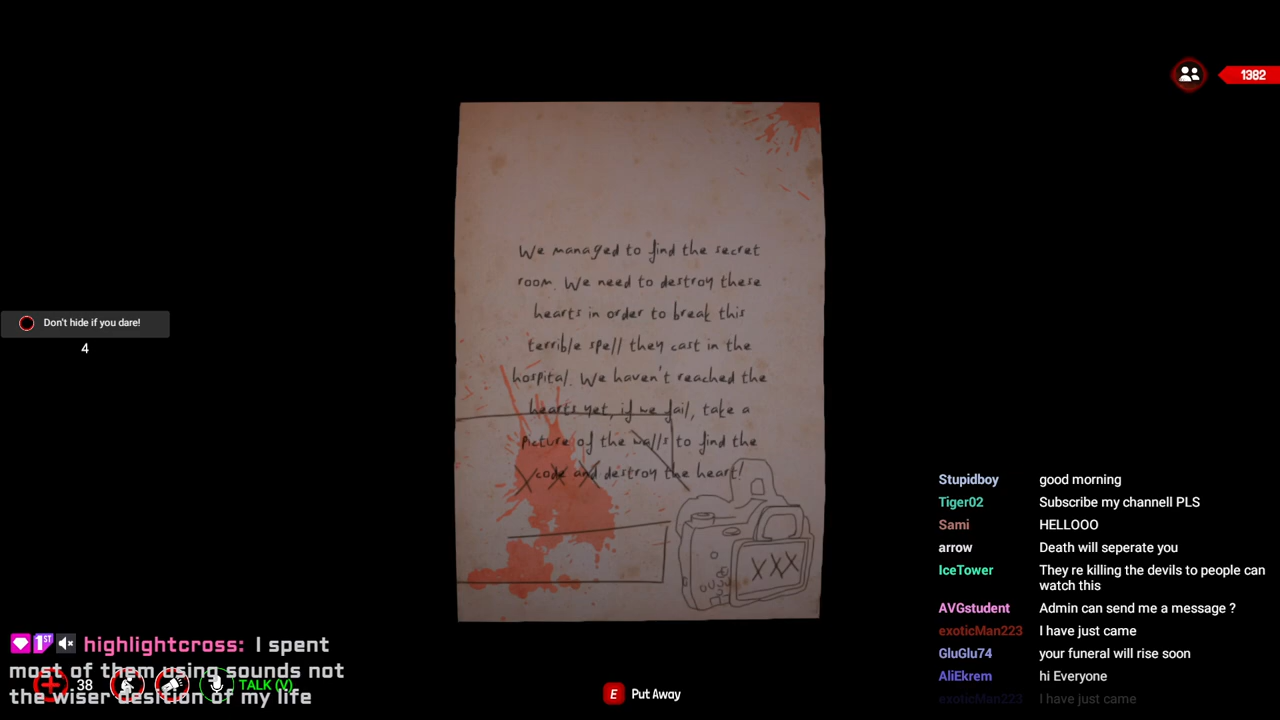 1382
We managed to find the secret
room. We need to destroy these
hearts in order to break this
terrible spell they cast in the
hospital. We haven't reached the
hearts yet, if we fail, take a
picture of the walls to find the
code and destroy the heart!
XXX
Don't hide if you dare!
4
Stupidboy good morning
Tiger02 Subscribe my channell PLS
Sami HELLOOO
arrow Death will seperate you
IceTower They re killing the devils to people can
watch this
AVGstudent Admin can send me a message ?
exoticMan223 I have just came
GluGlu74 your funeral will rise soon
AliEkrem hi Everyone
exoticMan223 I have just came
1ST highlightcross: I spent
most of them using sounds not
the wiser desition of my life
38 TALK (V)
E Put Away